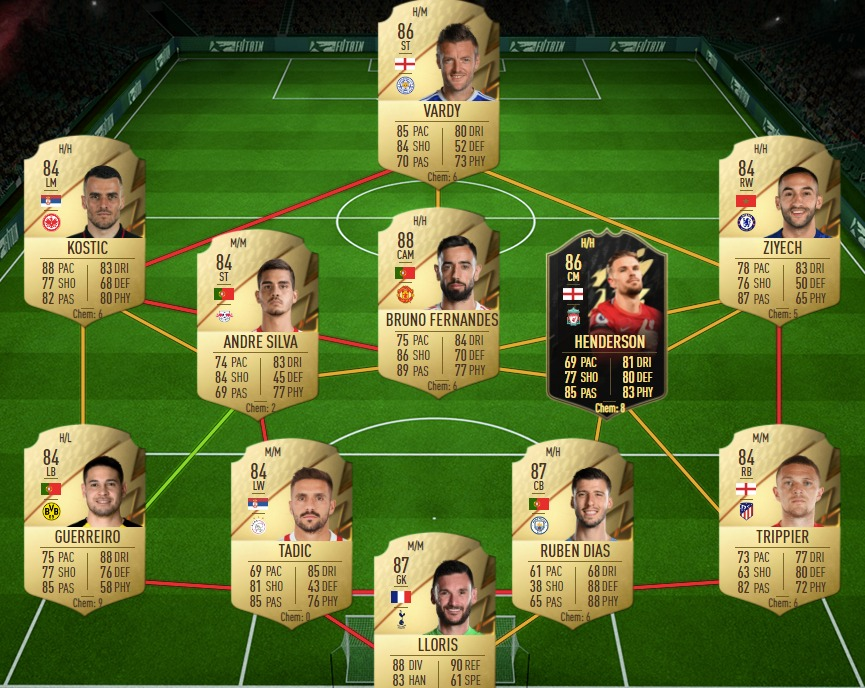 FUTBIN
FUTBIN
FUTBIN
H/M
86
ST
VARDY
85 PAC 80 DRI
84 SHO 52 DEF
70 PAS 73 PHY
Chem: 6
H/H
84
LM
KOSTIC
88 PAC 83 DRI
77 SHO 68 DEF
82 PAS 80 PHY
Chem: 6
M/M
84
ST
ANDRE SILVA
74 PAC 83 DRI
84 SHO 45 DEF
69 PAS 77 PHY
Chem: 2
H/H
88
CAM
BRUNO FERNANDES
75 PAC 84 DRI
86 SHO 70 DEF
89 PAS 77 PHY
Chem: 6
H/H
86
CM
HENDERSON
69 PAC 81 DRI
77 SHO 80 DEF
85 PAS 83 PHY
Chem: 8
H/H
84
RW
ZIYECH
78 PAC 83 DRI
76 SHO 50 DEF
87 PAS 65 PHY
Chem: 5
H/L
84
LB
BVB
GUERREIRO
75 PAC 88 DRI
77 SHO 76 DEF
85 PAS 58 PHY
Chem: 9
M/M
84
LW
TADIC
69 PAC 85 DRI
81 SHO 43 DEF
85 PAS 76 PHY
Chem: 0
M/M
87
GK
LLORIS
88 DIV 90 REF
83 HAN 61 SPE
M/H
87
CB
RUBEN DIAS
61 PAC 68 DRI
38 SHO 88 DEF
65 PAS 88 PHY
Chem: 6
M/M
84
RB
TRIPPIER
73 PAC 77 DRI
63 SHO 80 DEF
82 PAS 72 PHY
Chem: 6